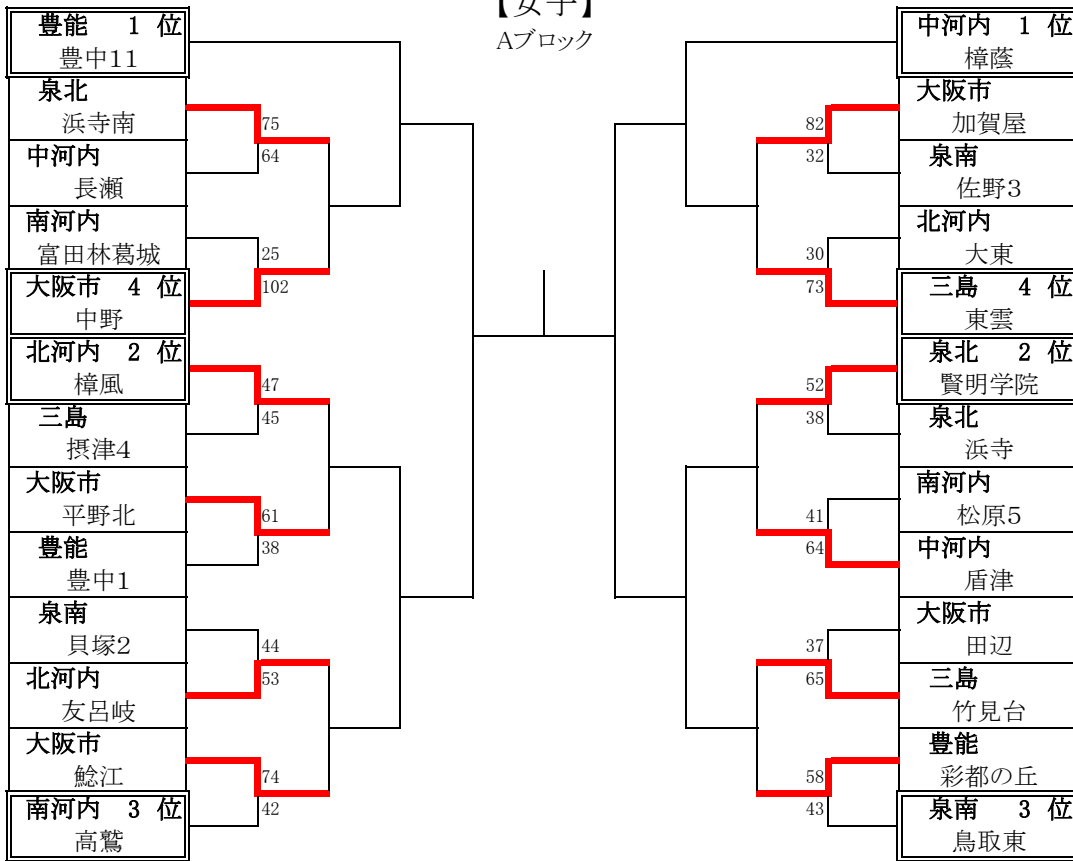 【女子】
Aブロック
豊能 1 位
豊中11
泉北
浜寺南
75
中河内
64
長瀬
南河内
富田林葛城
25
大阪市 4 位
102
中野
北河内 2 位
樟風
47
三島
45
摂津4
大阪市
平野北
61
豊能
38
豊中1
泉南
貝塚2
44
北河内
53
友呂岐
大阪市
鯰江
74
南河内 3 位
42
高鷲
中河内 1 位
樟蔭
大阪市
82
加賀屋
32
泉南
佐野3
北河内
30
大東
73
三島 4 位
東雲
泉北 2 位
52
賢明学院
38
泉北
浜寺
南河内
41
松原5
64
中河内
盾津
大阪市
37
田辺
65
三島
竹見台
豊能
58
彩都の丘
43
泉南 3 位
鳥取東